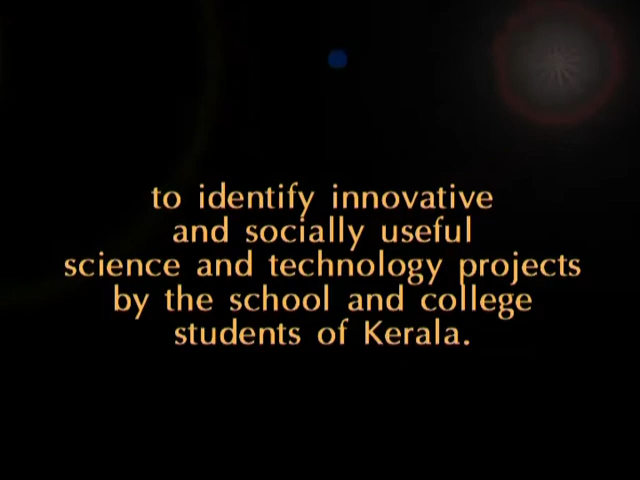 to identify innovative
and socially useful
science and technology projects
by the school and college
students of Kerala.